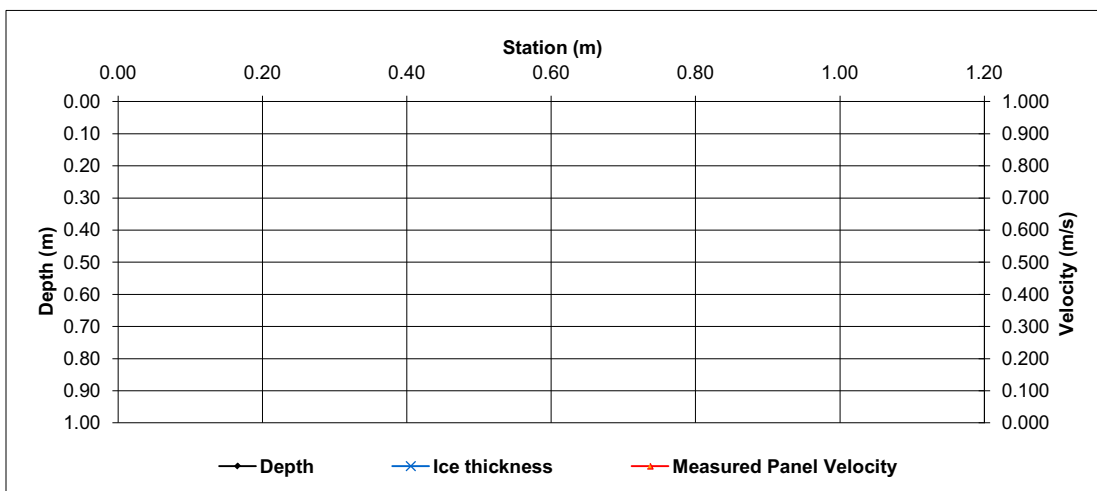 Station (m)
0.00 0.20 0.40 0.60 0.80 1.00 1.20
0.00 1.000
0.10 0.900
0.20 0.800
0.30 0.700
0.40 0.600
0.50 0.500
0.60 0.400
0.70 0.300
0.80 0.200
0.90 0.100
1.00 0.000
Depth (m)
Velocity (m/s)
Depth Ice thickness Measured Panel Velocity